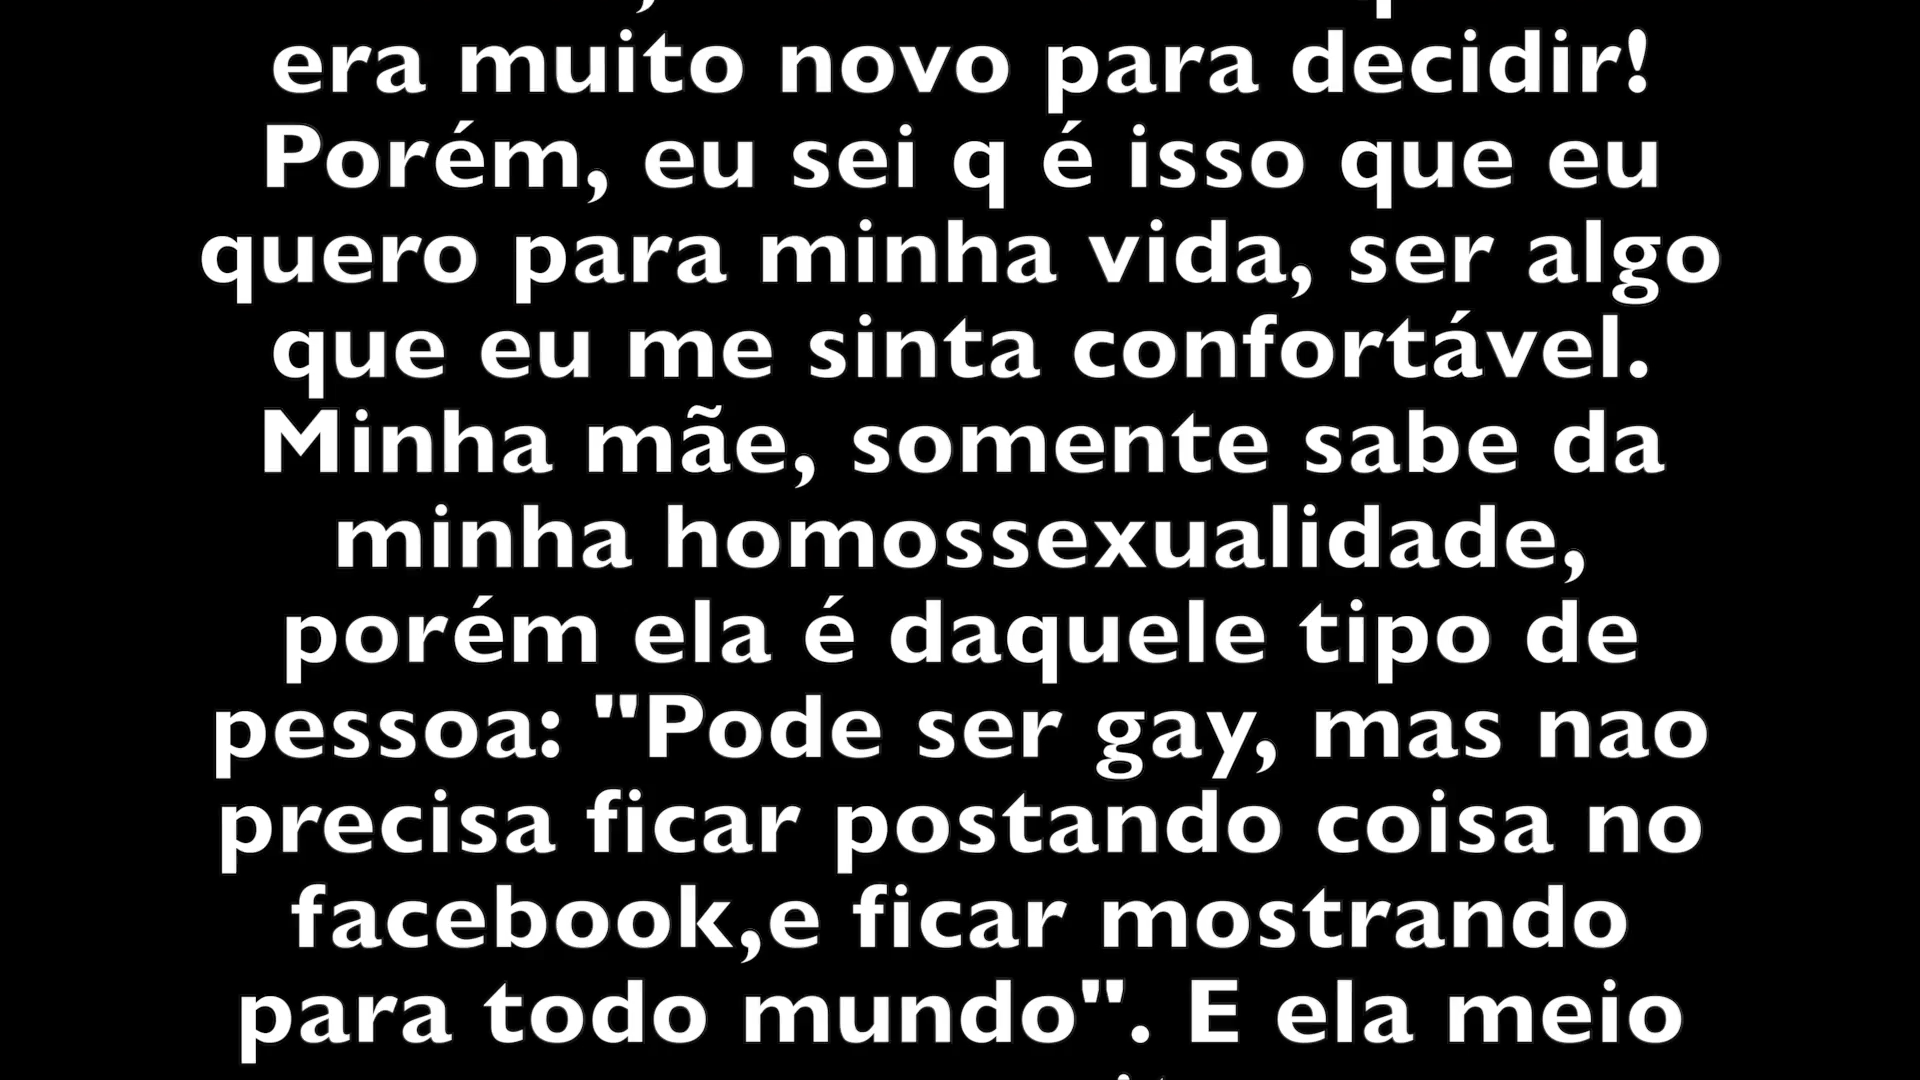 era muito novo para decidir!
Porém, eu sei q é isso que eu
quero para minha vida, ser algo
que eu me sinta confortável.
Minha mãe, somente sabe da
minha homossexualidade,
porém ela é daquele tipo de
pessoa: "Pode ser gay, mas nao
precisa ficar postando coisa no
facebook,e ficar mostrando
para todo mundo". E ela meio